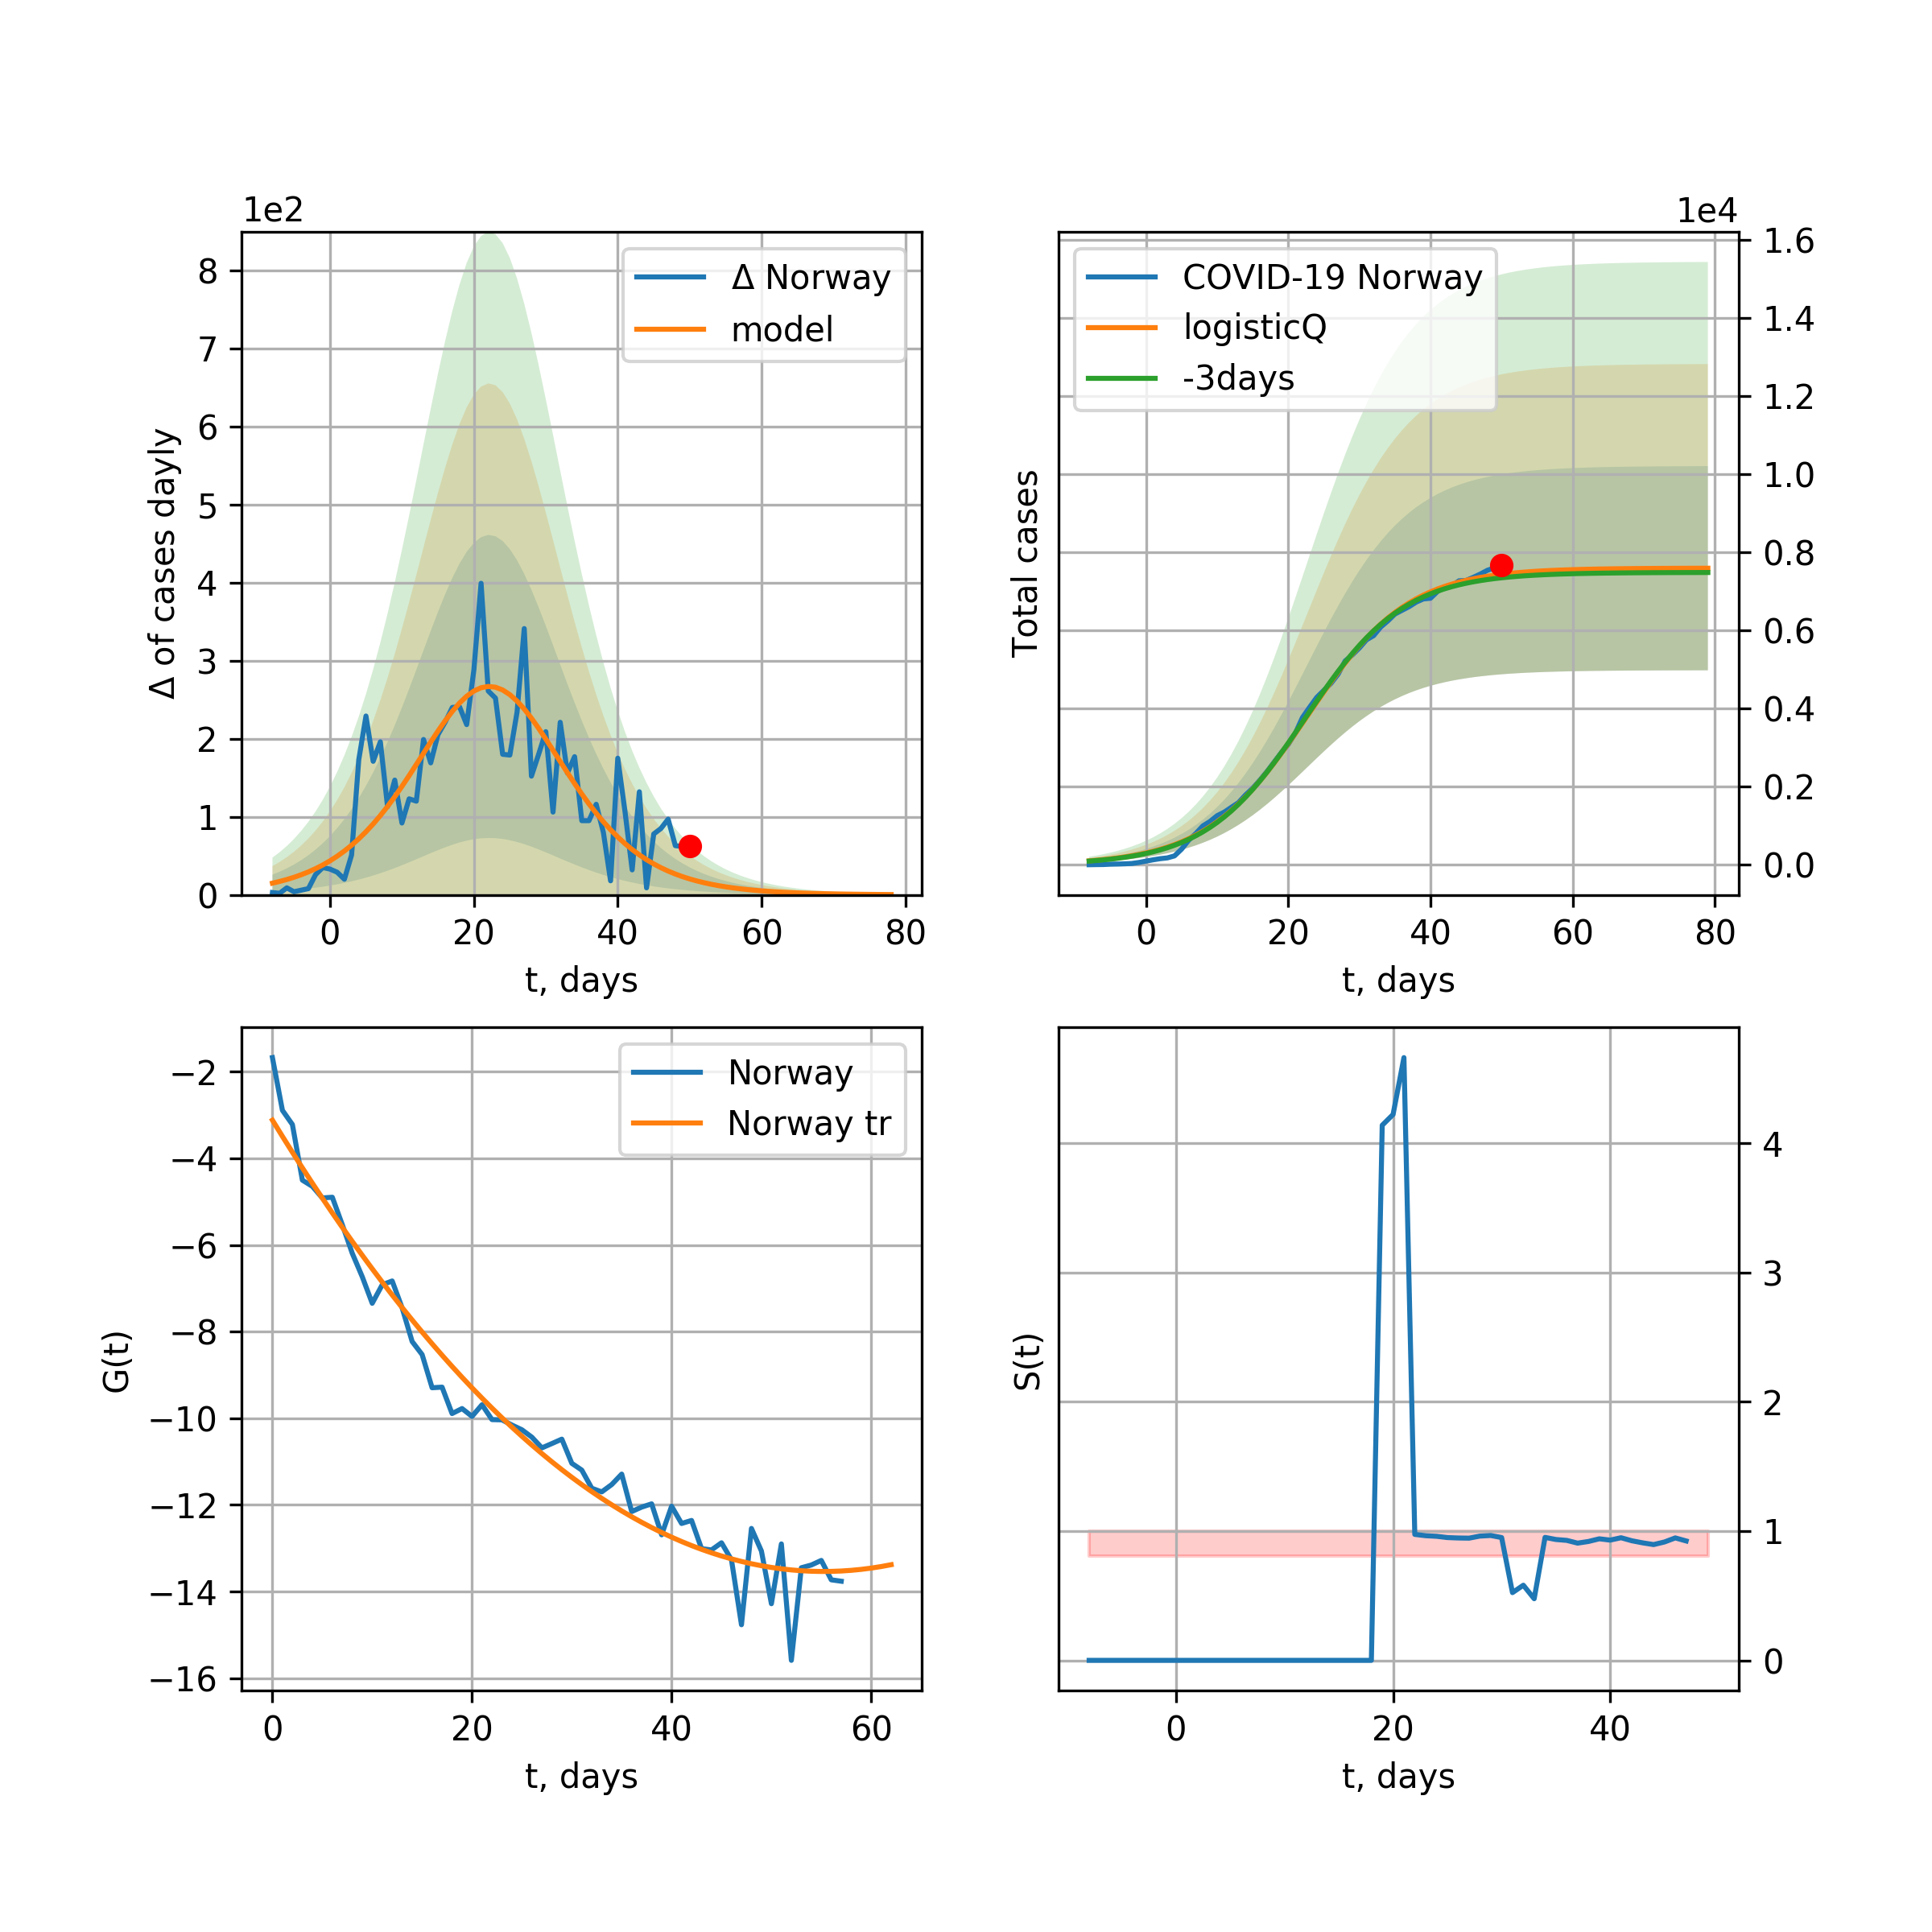 1e2
8
7
6
5
4
3
2
1
0
Δ of cases dayly
Δ Norway
model
0 20 40 60 80
t, days
1e4
1.6
1.4
1.2
1.0
0.8
0.6
0.4
0.2
0.0
Total cases
COVID-19 Norway
logisticQ
-3days
0 20 40 60 80
t, days
−2
−4
−6
−8
−10
−12
−14
−16
G(t)
Norway
Norway tr
0 20 40 60
t, days
4
3
2
1
0
S(t)
0 20 40
t, days